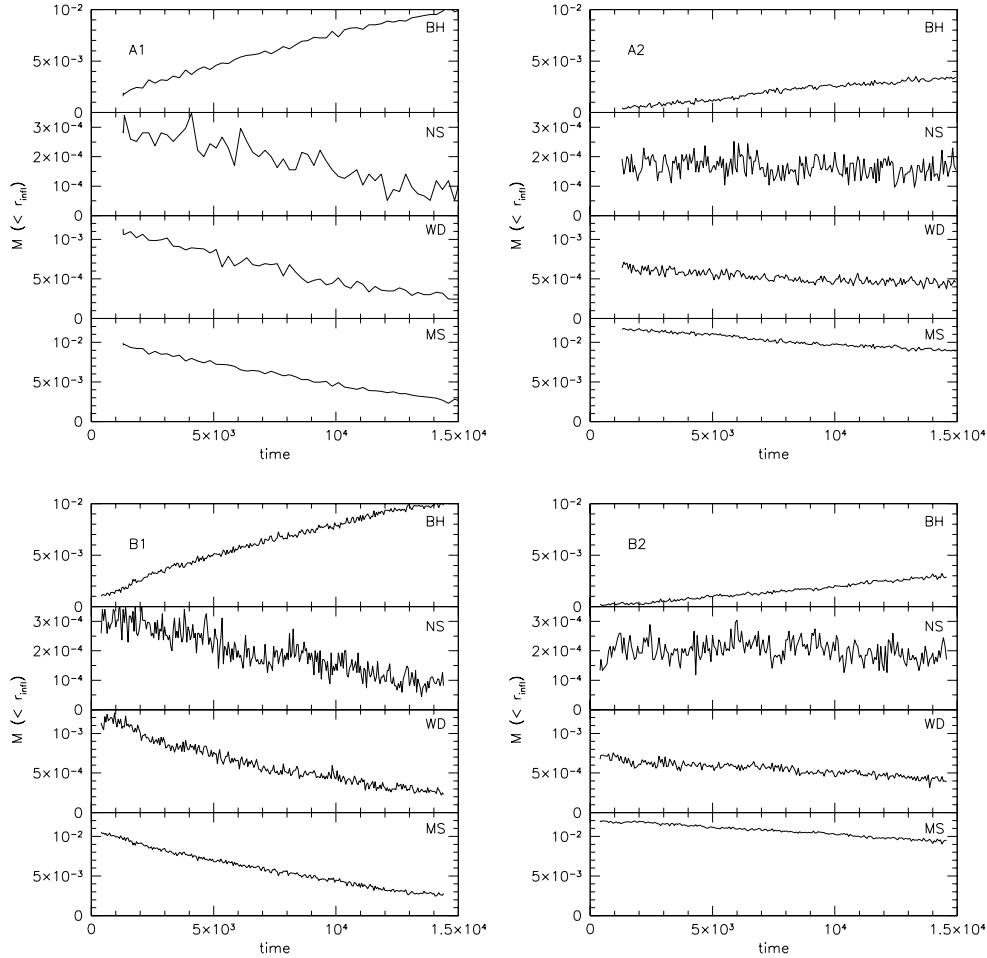 10⁻²
BH
A1
5×10⁻³
0
3×10⁻⁴
NS
2×10⁻⁴
10⁻⁴
0
M (< r_infl)
10⁻³
WD
5×10⁻⁴
0
10⁻²
MS
5×10⁻³
0
0 5×10³ 10⁴ 1.5×10⁴
time
10⁻²
BH
A2
5×10⁻³
0
3×10⁻⁴
NS
2×10⁻⁴
10⁻⁴
0
M (< r_infl)
10⁻³
WD
5×10⁻⁴
0
10⁻²
MS
5×10⁻³
0
0 5×10³ 10⁴ 1.5×10⁴
time
10⁻²
BH
B1
5×10⁻³
0
3×10⁻⁴
NS
2×10⁻⁴
10⁻⁴
0
M (< r_infl)
10⁻³
WD
5×10⁻⁴
0
10⁻²
MS
5×10⁻³
0
0 5×10³ 10⁴ 1.5×10⁴
time
10⁻²
BH
B2
5×10⁻³
0
3×10⁻⁴
NS
2×10⁻⁴
10⁻⁴
0
M (< r_infl)
10⁻³
WD
5×10⁻⁴
0
10⁻²
MS
5×10⁻³
0
0 5×10³ 10⁴ 1.5×10⁴
time